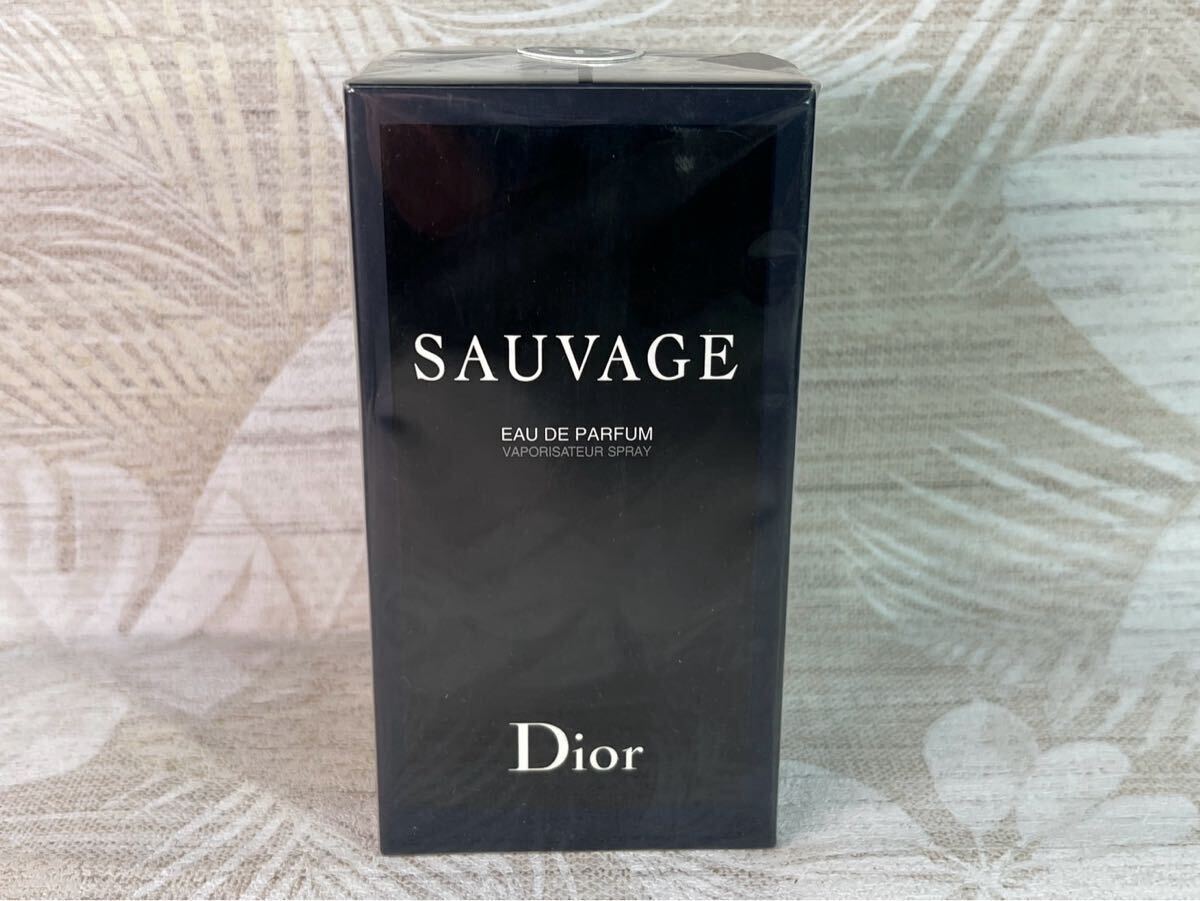 SAUVAGE
EAU DE PARFUM
VAPORISATEUR SPRAY
Dior